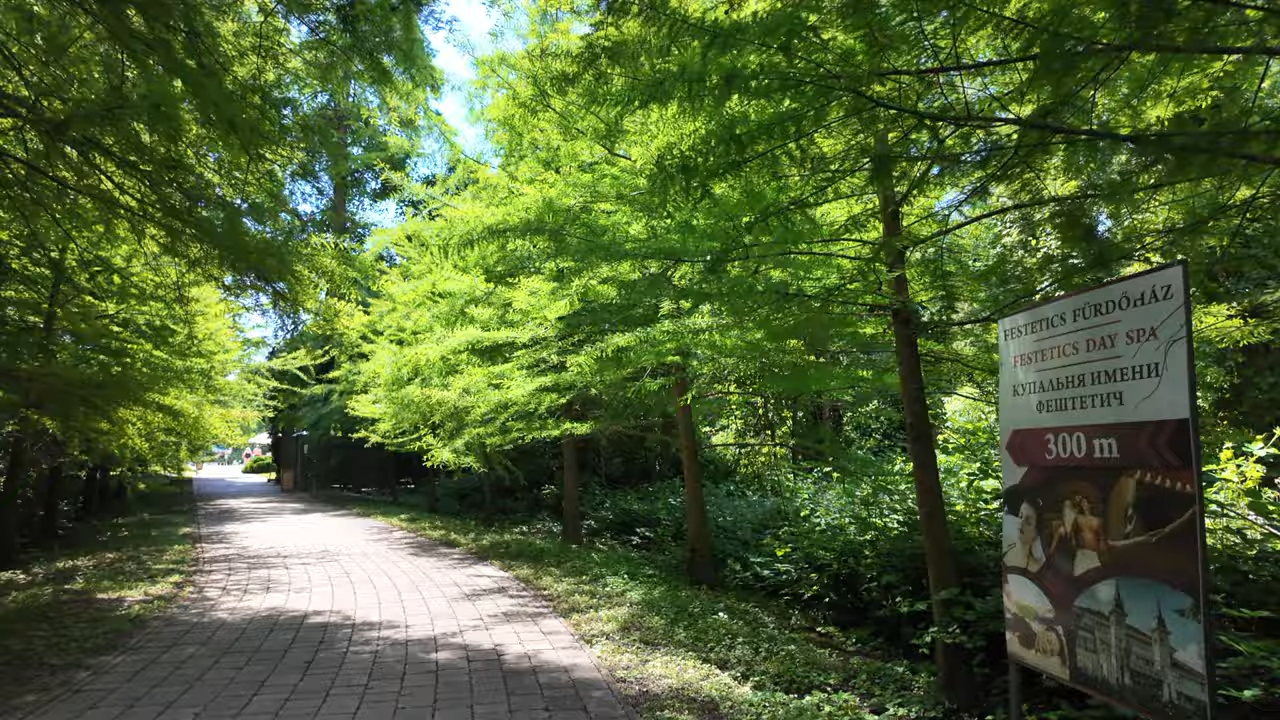 FESTETICS FÜRDŐHÁZ
FESTETICS DAY SPA
КУПАЛЬНЯ ИМЕНИ
ФЕШТЕТИЧ
300 m